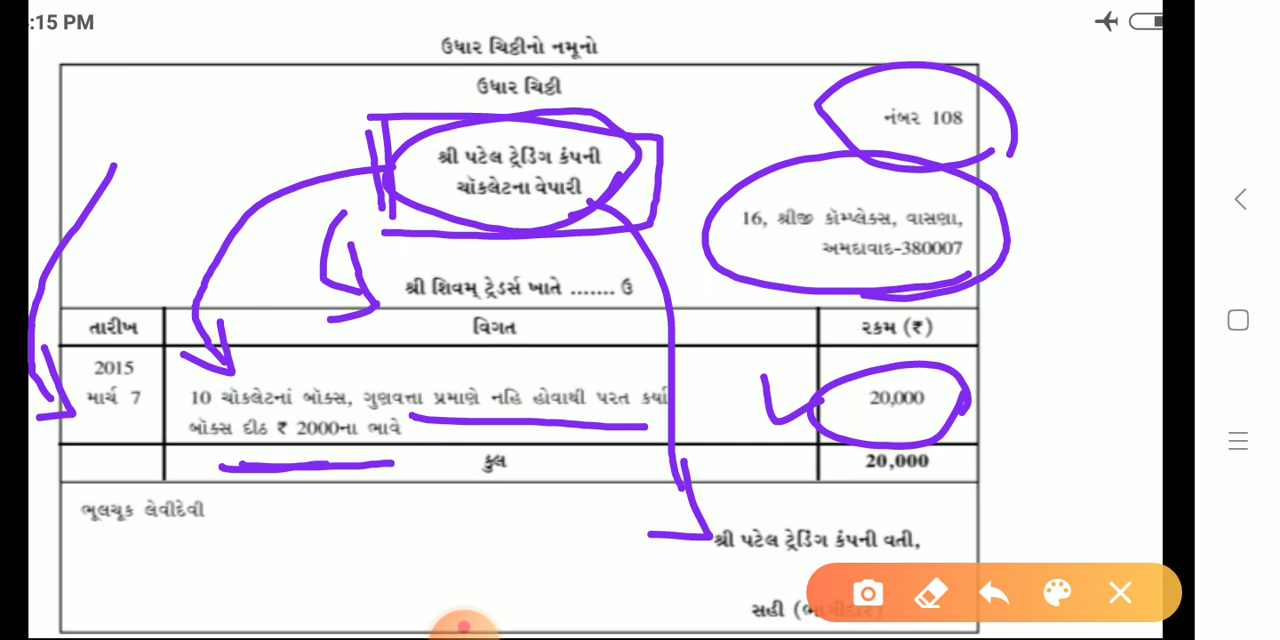 :15 PM
ઉધાર ચિઠ્ઠીનો નમૂનો
ઉધાર ચિઠ્ઠી
નંબર 108
શ્રી પટેલ ટ્રેડિંગ કંપની
ચૉકલેટના વેપારી
16, શ્રીજી કૉમ્પ્લેક્સ, વાસણા,
અમદાવાદ-380007
શ્રી શિવમ્ ટ્રેડર્સ ખાતે ....... ઉ
તારીખ વિગત રકમ (₹)
2015
માર્ચ 7 10 ચૉકલેટનાં બૉક્સ, ગુણવત્તા પ્રમાણે નહિ હોવાથી પરત કર્યા 20,000
બૉક્સ દીઠ ₹ 2000ના ભાવે
કુલ 20,000
ભૂલચૂક લેવીદેવી
શ્રી પટેલ ટ્રેડિંગ કંપની વતી,
સહી (ભાગીદાર)